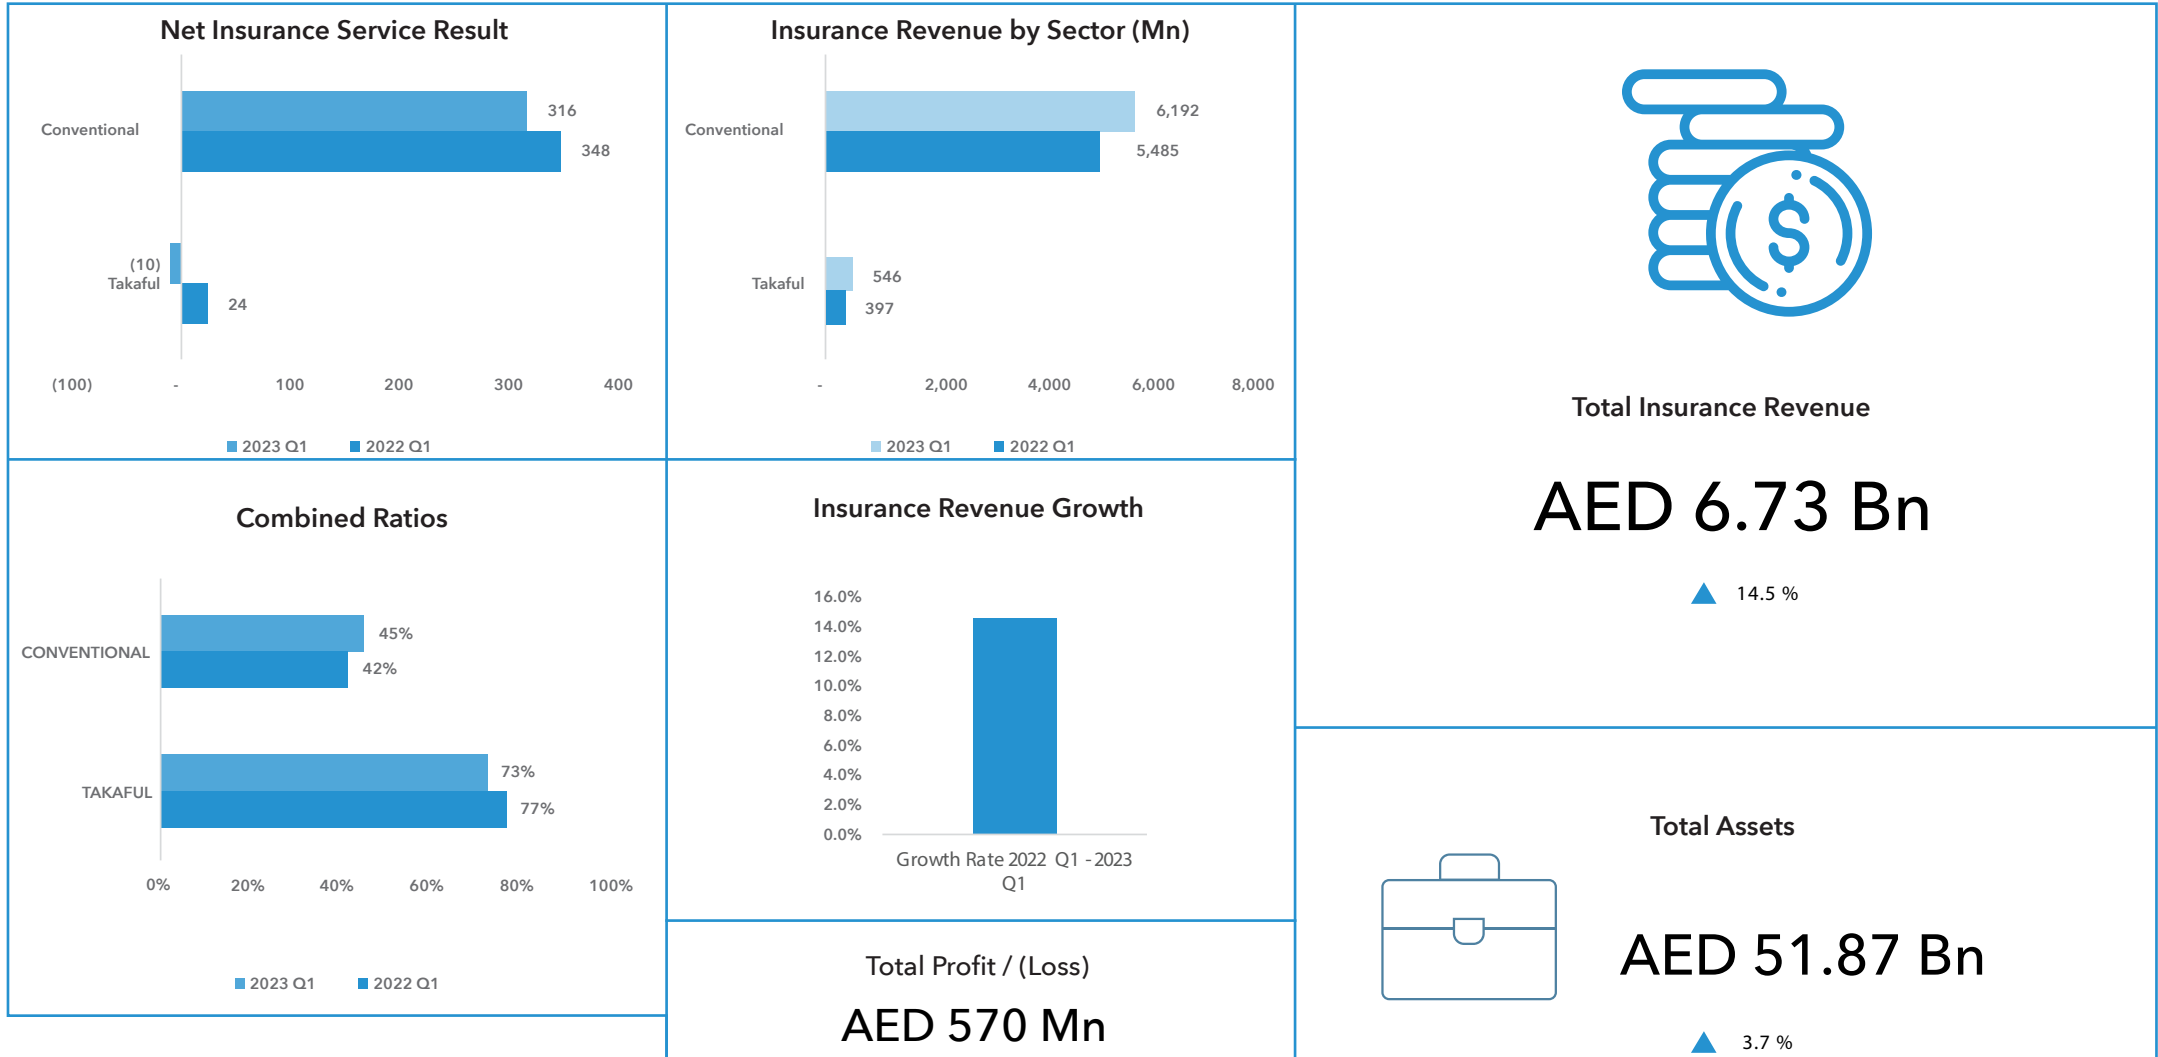 Net Insurance Service Result
Conventional
316
348
(10)
Takaful
24
(100) - 100 200 300 400
2023 Q1 2022 Q1
Insurance Revenue by Sector (Mn)
Conventional
6,192
5,485
Takaful
546
397
- 2,000 4,000 6,000 8,000
2023 Q1 2022 Q1
$
Total Insurance Revenue
AED 6.73 Bn
14.5 %
Combined Ratios
CONVENTIONAL
45%
42%
TAKAFUL
73%
77%
0% 20% 40% 60% 80% 100%
2023 Q1 2022 Q1
Insurance Revenue Growth
16.0%
14.0%
12.0%
10.0%
8.0%
6.0%
4.0%
2.0%
0.0%
Growth Rate 2022 Q1 - 2023
Q1
Total Profit / (Loss)
AED 570 Mn
Total Assets
AED 51.87 Bn
3.7 %